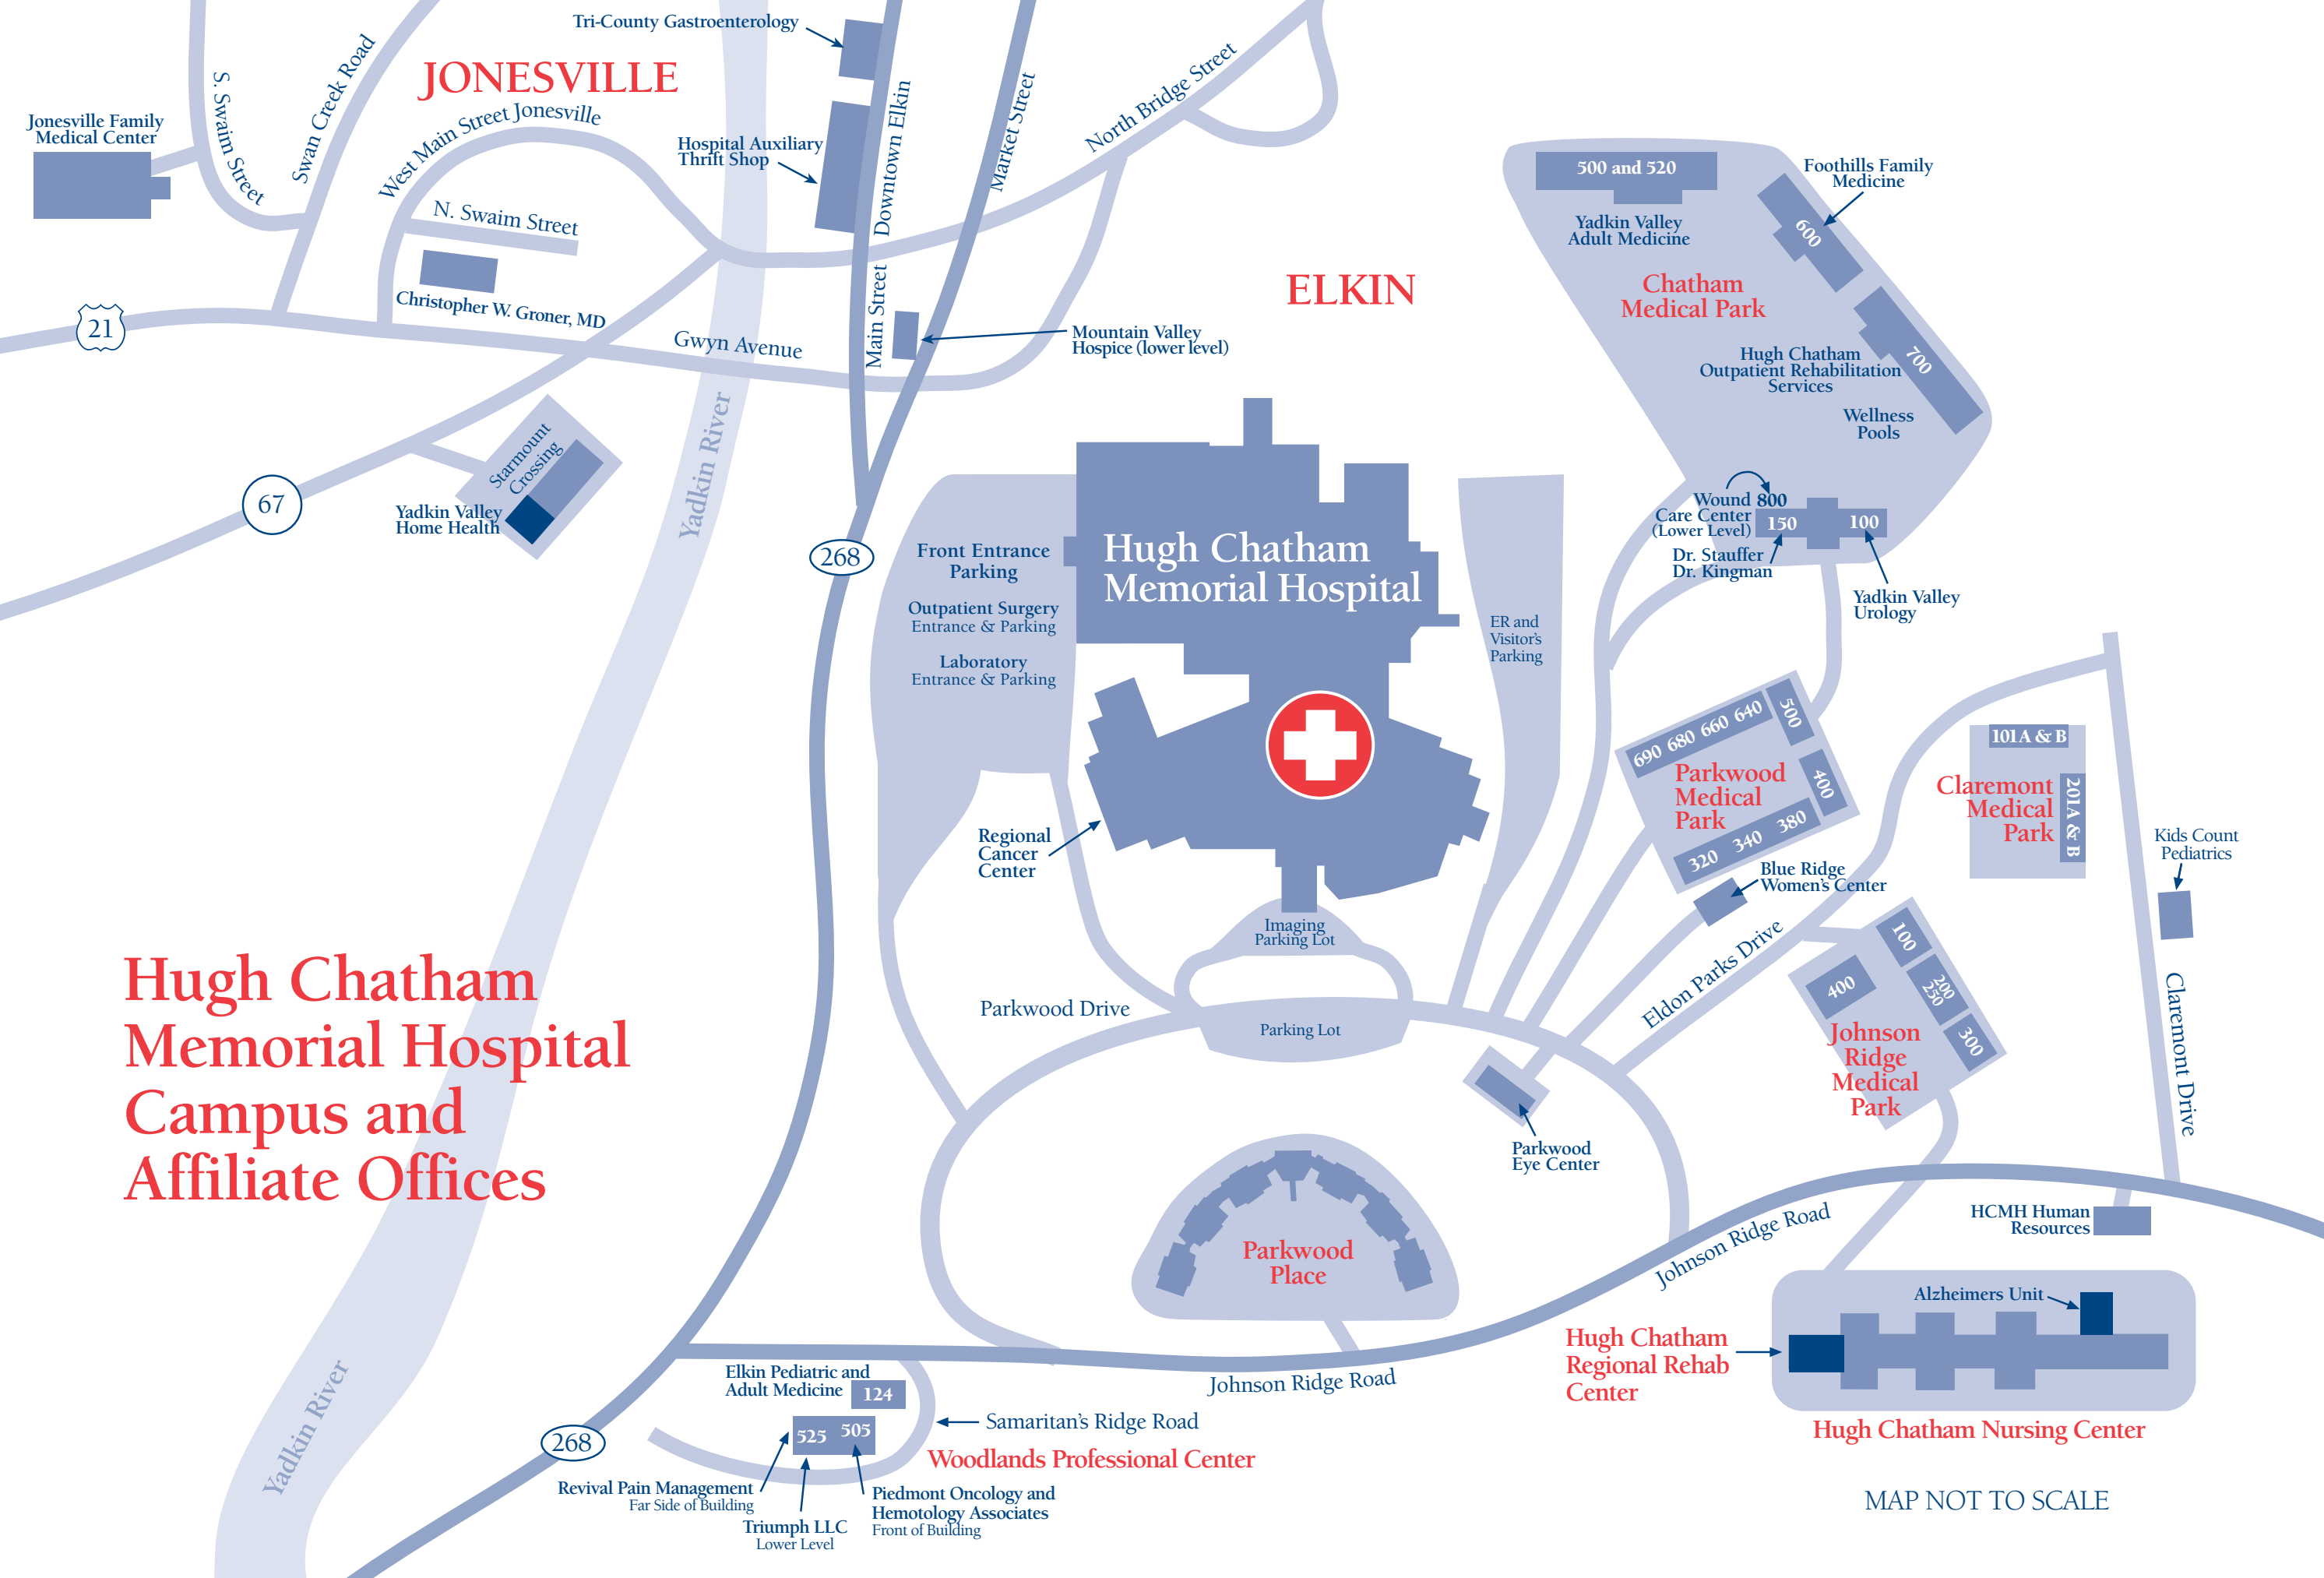 Tri-County Gastroenterology
JONESVILLE
S. Swaim Street
Swan Creek Road
West Main Street Jonesville
Jonesville Family
Medical Center
Hospital Auxiliary
Thrift Shop
Downtown Elkin
Market Street
North Bridge Street
N. Swaim Street
Christopher W. Groner, MD
21
Gwyn Avenue
Main Street
Mountain Valley
Hospice (lower level)
ELKIN
500 and 520
Yadkin Valley
Adult Medicine
Foothills Family
Medicine
600
Chatham
Medical Park
Hugh Chatham
Outpatient Rehabilitation
Services
700
Wellness
Pools
Wound 800
Care Center
(Lower Level)
150
100
Dr. Stauffer
Dr. Kingman
Yadkin Valley
Urology
Starmount
Crossing
67
Yadkin Valley
Home Health
Yadkin River
268
Front Entrance
Parking
Outpatient Surgery
Entrance & Parking
Laboratory
Entrance & Parking
Hugh Chatham
Memorial Hospital
ER and
Visitor's
Parking
690 680 660 640
500
400
Parkwood
Medical
Park
320 340 380
Blue Ridge
Women's Center
101A & B
201A & B
Claremont
Medical
Park
Kids Count
Pediatrics
Regional
Cancer
Center
Imaging
Parking Lot
Parkwood Drive
Parking Lot
Eldon Parks Drive
100
200
250
300
400
Johnson
Ridge
Medical
Park
Claremont Drive
Parkwood
Eye Center
Hugh Chatham
Memorial Hospital
Campus and
Affiliate Offices
Parkwood
Place
Johnson Ridge Road
HCMH Human
Resources
Alzheimers Unit
Hugh Chatham
Regional Rehab
Center
Hugh Chatham Nursing Center
Johnson Ridge Road
Elkin Pediatric and
Adult Medicine
124
525
505
Samaritan's Ridge Road
Woodlands Professional Center
268
Yadkin River
Revival Pain Management
Far Side of Building
Triumph LLC
Lower Level
Piedmont Oncology and
Hemotology Associates
Front of Building
MAP NOT TO SCALE